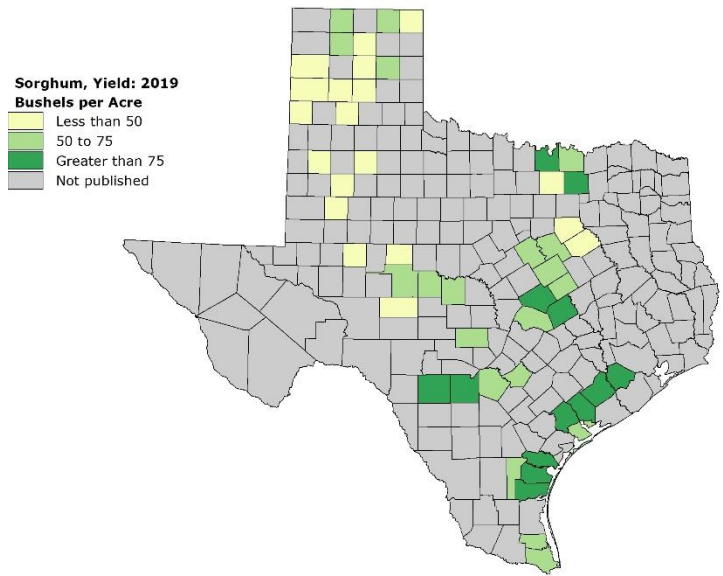 Sorghum, Yield: 2019
Bushels per Acre
Less than 50
50 to 75
Greater than 75
Not published